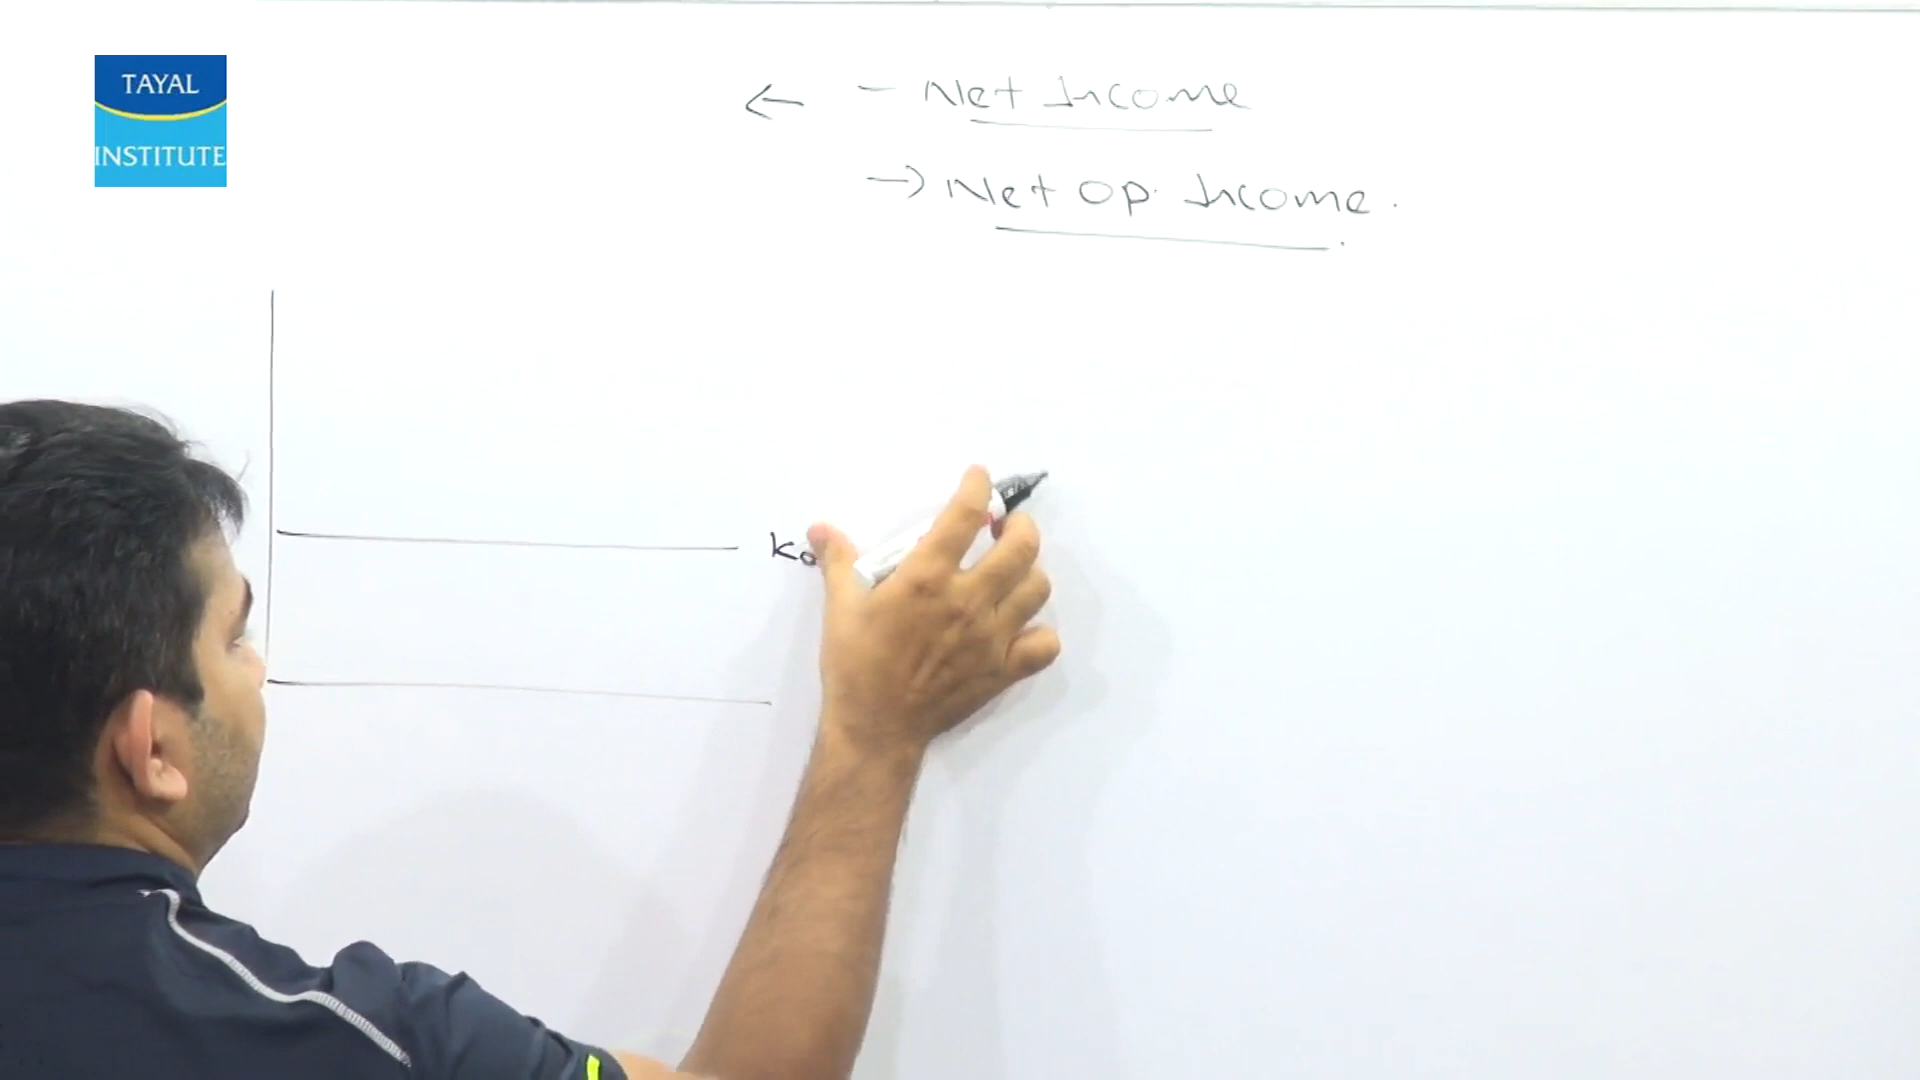 TAYAL
INSTITUTE
← - Net Income
→ Net Op. Income.
Ko